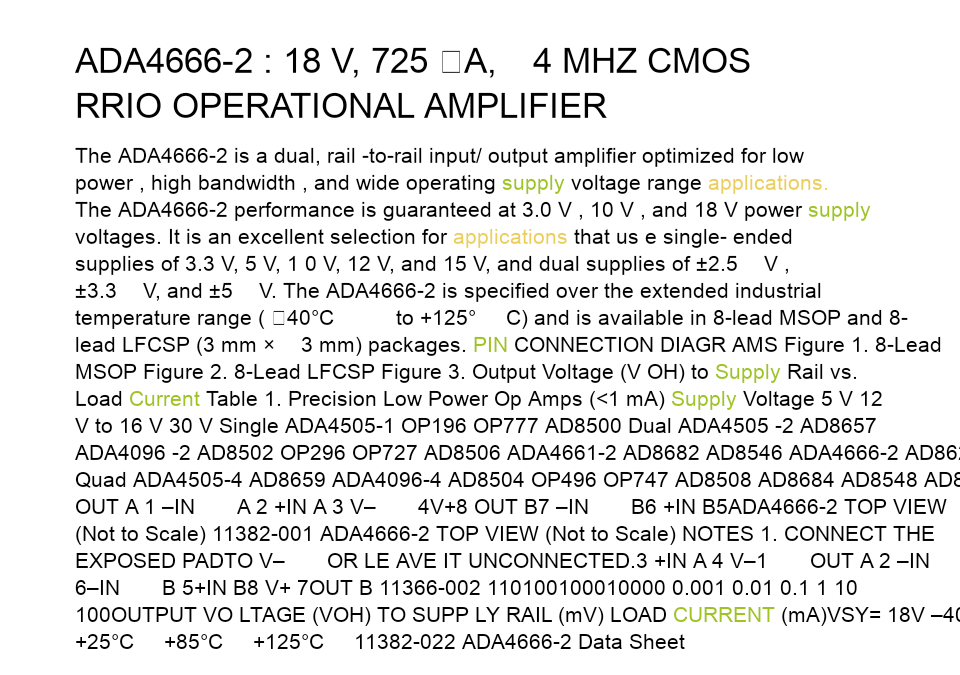 ADA4666-2 : 18 V, 725 □A, 4 MHZ CMOS
RRIO OPERATIONAL AMPLIFIER
The ADA4666-2 is a dual, rail -to-rail input/ output amplifier optimized for low
power , high bandwidth , and wide operating supply voltage range applications.
The ADA4666-2 performance is guaranteed at 3.0 V , 10 V , and 18 V power supply
voltages. It is an excellent selection for applications that us e single- ended
supplies of 3.3 V, 5 V, 1 0 V, 12 V, and 15 V, and dual supplies of ±2.5 V ,
±3.3 V, and ±5 V. The ADA4666-2 is specified over the extended industrial
temperature range ( □40°C to +125° C) and is available in 8-lead MSOP and 8-
lead LFCSP (3 mm × 3 mm) packages. PIN CONNECTION DIAGR AMS Figure 1. 8-Lead
MSOP Figure 2. 8-Lead LFCSP Figure 3. Output Voltage (V OH) to Supply Rail vs.
Load Current Table 1. Precision Low Power Op Amps (<1 mA) Supply Voltage 5 V 12
V to 16 V 30 V Single ADA4505-1 OP196 OP777 AD8500 Dual ADA4505 -2 AD8657
ADA4096 -2 AD8502 OP296 OP727 AD8506 ADA4661-2 AD8682 AD8546 ADA4666-2 AD862
Quad ADA4505-4 AD8659 ADA4096-4 AD8504 OP496 OP747 AD8508 AD8684 AD8548 AD8
OUT A 1 –IN A 2 +IN A 3 V– 4V+8 OUT B7 –IN B6 +IN B5ADA4666-2 TOP VIEW
(Not to Scale) 11382-001 ADA4666-2 TOP VIEW (Not to Scale) NOTES 1. CONNECT THE
EXPOSED PADTO V– OR LE AVE IT UNCONNECTED.3 +IN A 4 V–1 OUT A 2 –IN
6–IN B 5+IN B8 V+ 7OUT B 11366-002 110100100010000 0.001 0.01 0.1 1 10
100OUTPUT VO LTAGE (VOH) TO SUPP LY RAIL (mV) LOAD CURRENT (mA)VSY= 18V –40
+25°C +85°C +125°C 11382-022 ADA4666-2 Data Sheet